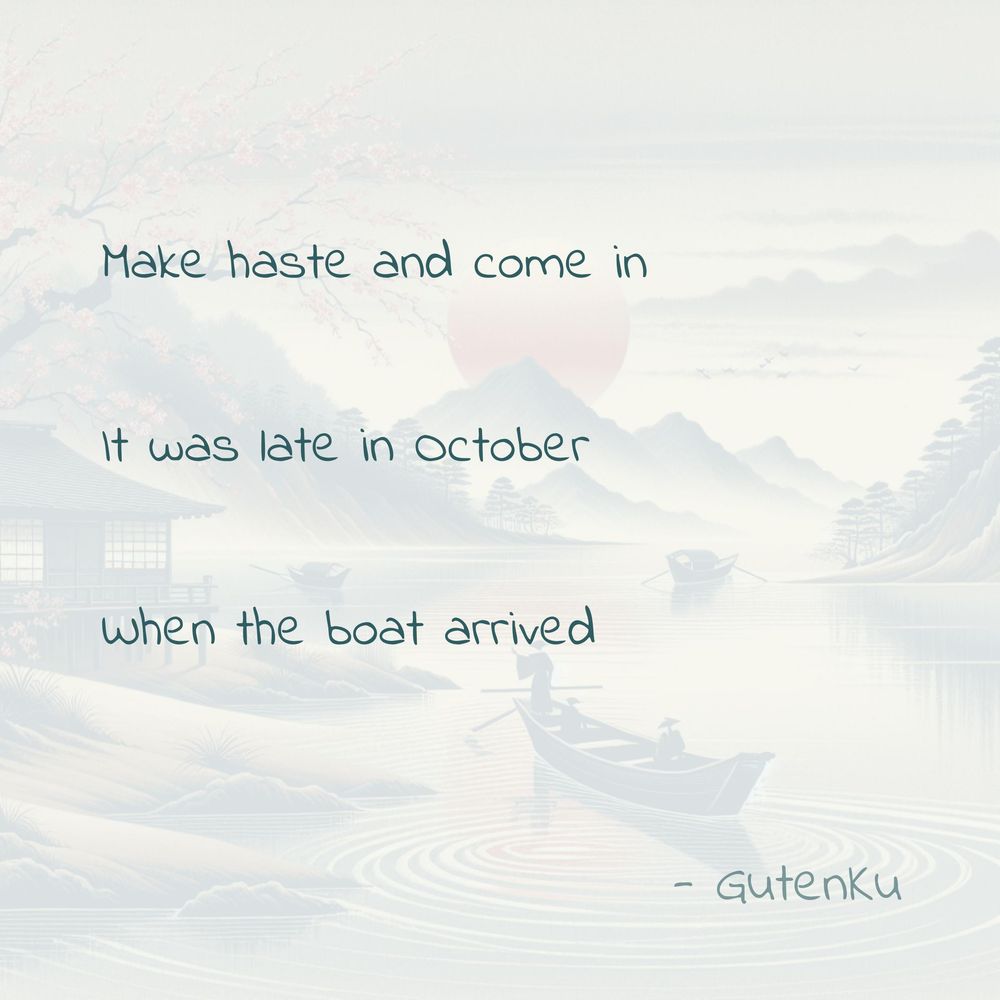 Make haste and come in
It was late in October
When the boat arrived
- GutenKu